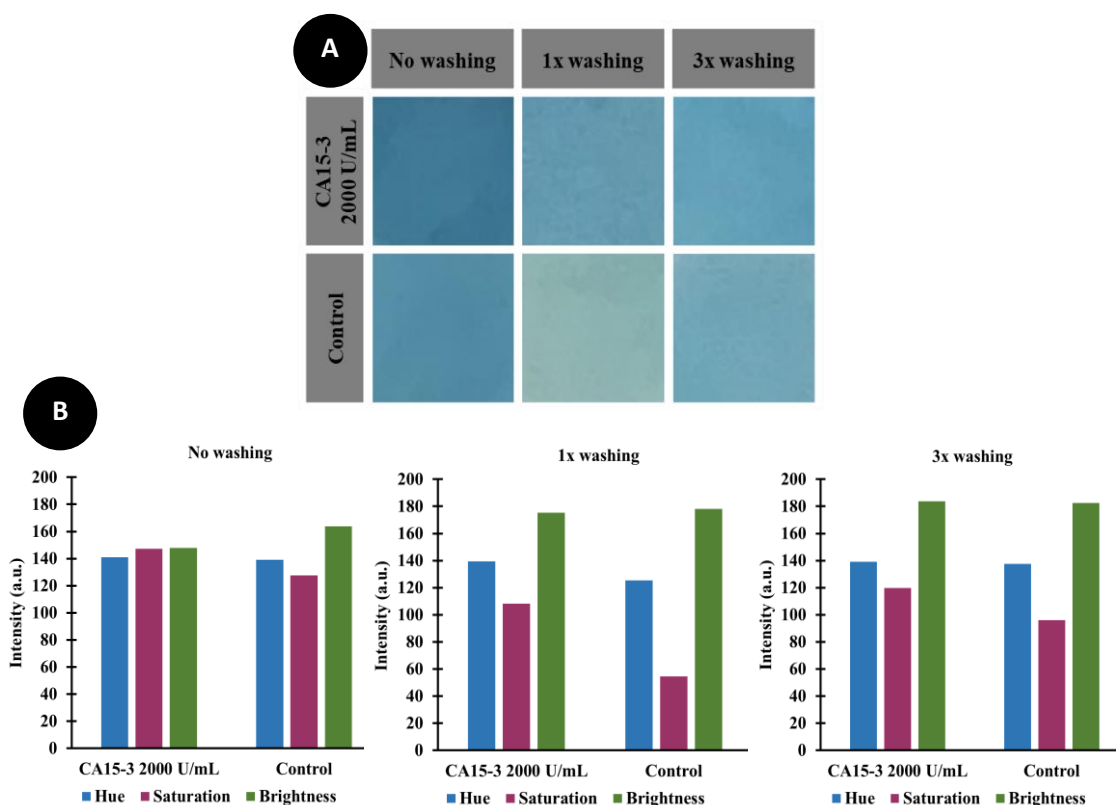 A
No washing
1x washing
3x washing
CA15-3
2000 U/mL
Control
B
No washing
Intensity (a.u.)
200
180
160
140
120
100
80
60
40
20
0
CA15-3 2000 U/mL
Control
Hue
Saturation
Brightness
1x washing
Intensity (a.u.)
200
180
160
140
120
100
80
60
40
20
0
CA15-3 2000 U/mL
Control
Hue
Saturation
Brightness
3x washing
Intensity (a.u.)
200
180
160
140
120
100
80
60
40
20
0
CA15-3 2000 U/mL
Control
Hue
Saturation
Brightness